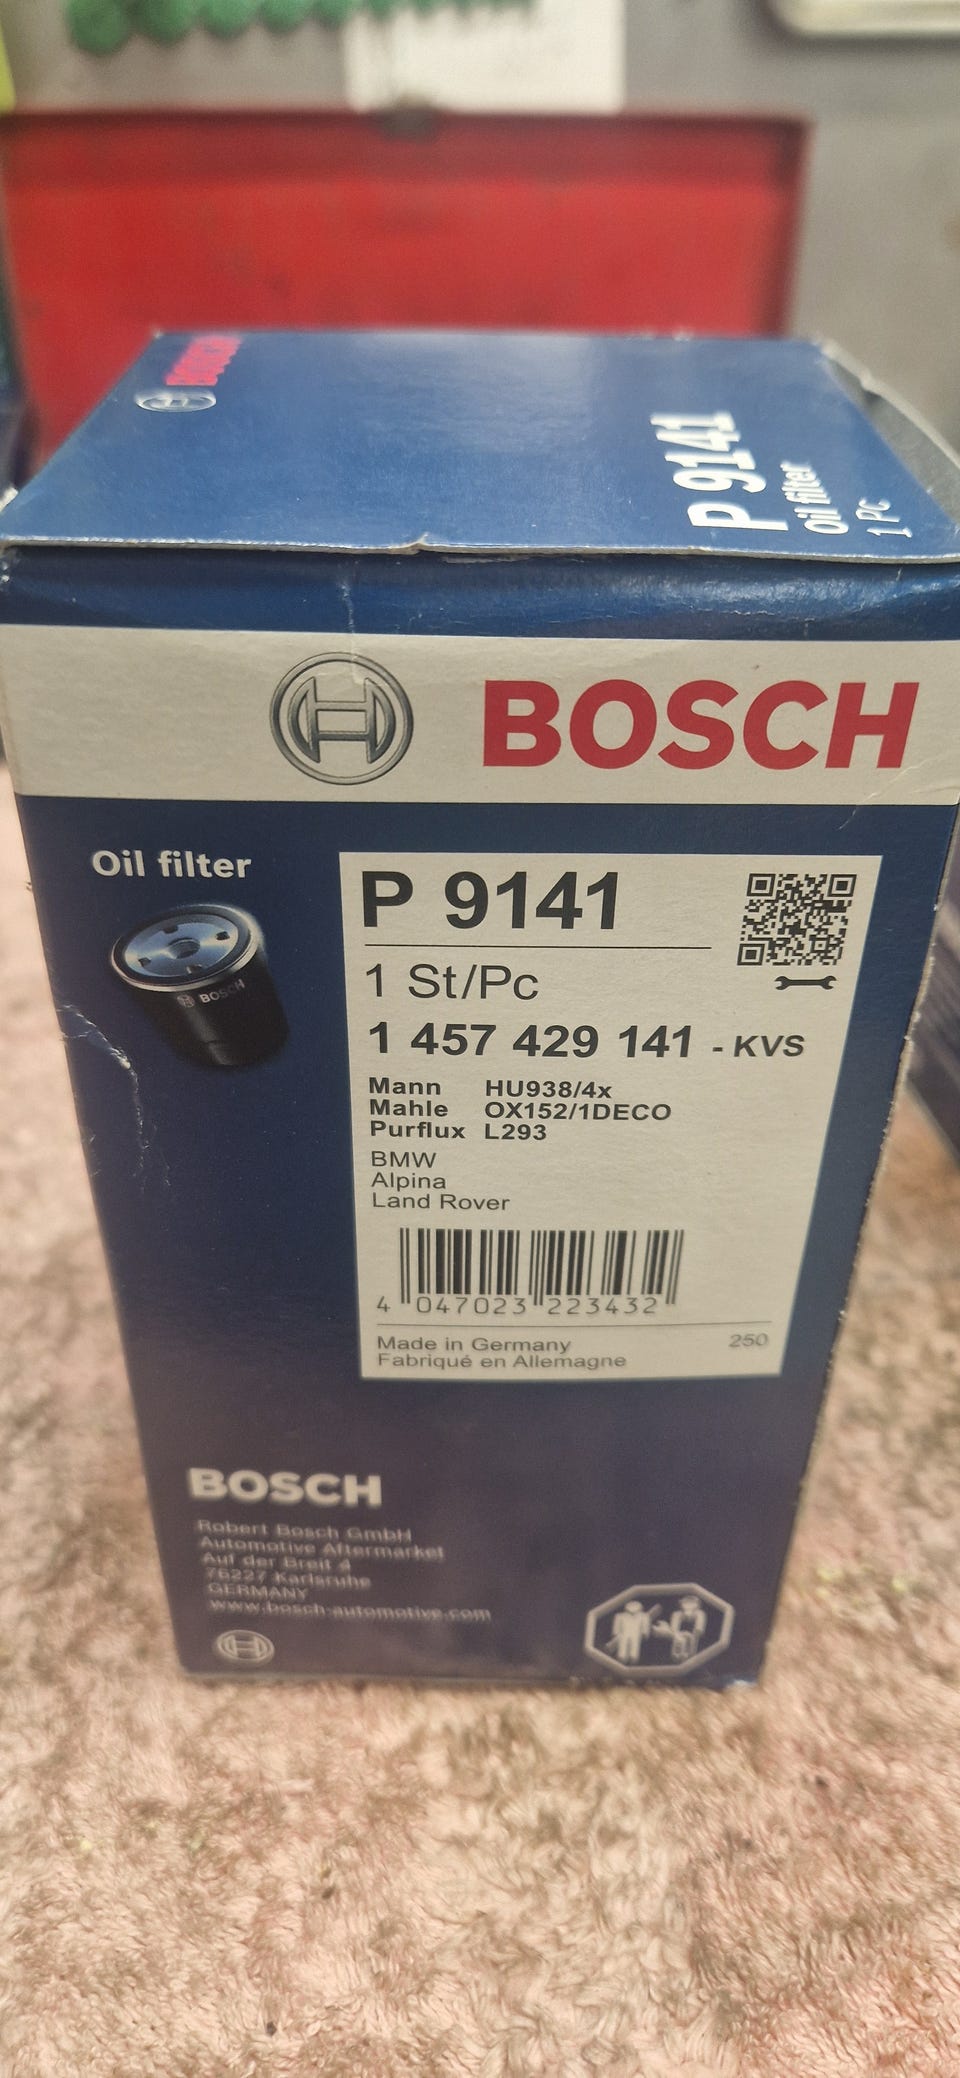 BOSCH
P 9141
oil filter
1 Pc
BOSCH
Oil filter
BOSCH
P 9141
1 St/Pc
1 457 429 141 - KVS
Mann HU938/4x
Mahle OX152/1DECO
Purflux L293
BMW
Alpina
Land Rover
4 047023 223432
Made in Germany 250
Fabriqué en Allemagne
BOSCH
Robert Bosch GmbH
Automotive Aftermarket
Auf der Breit 4
76227 Karlsruhe
GERMANY
www.bosch-automotive.com